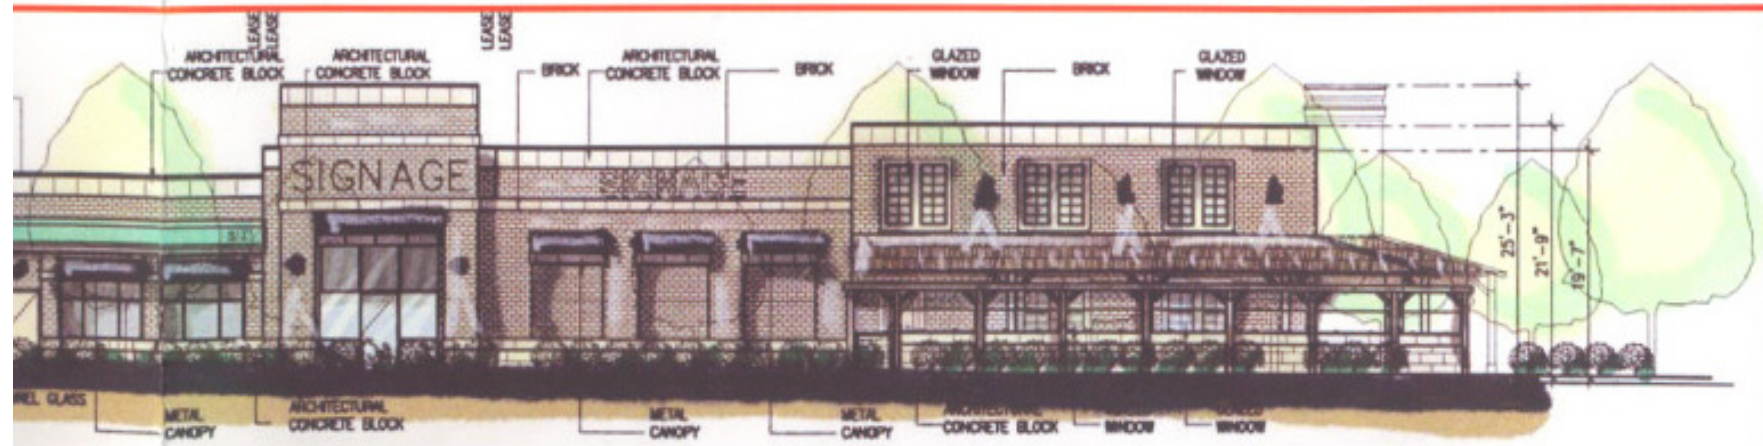 LEASE
LEASE
LEASE
LEASE
ARCHITECTURAL
CONCRETE BLOCK
ARCHITECTURAL
CONCRETE BLOCK
BRICK
ARCHITECTURAL
CONCRETE BLOCK
BRICK
GLAZED
WINDOW
BRICK
GLAZED
WINDOW
SIGNAGE
SIGNAGE
25'-3"
21'-9"
19'-7"
GLASS
METAL
CANOPY
ARCHITECTURAL
CONCRETE BLOCK
METAL
CANOPY
METAL
CANOPY
ARCHITECTURAL
CONCRETE BLOCK
WINDOW
GLAZED
WINDOW